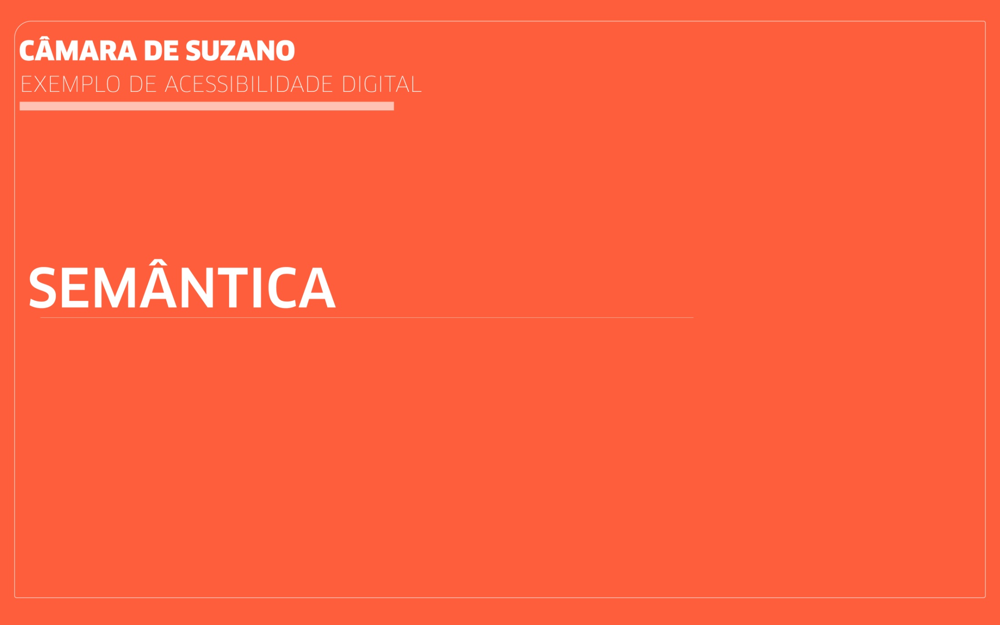 CÂMARA DE SUZANO
EXEMPLO DE ACESSIBILIDADE DIGITAL
SEMÂNTICA